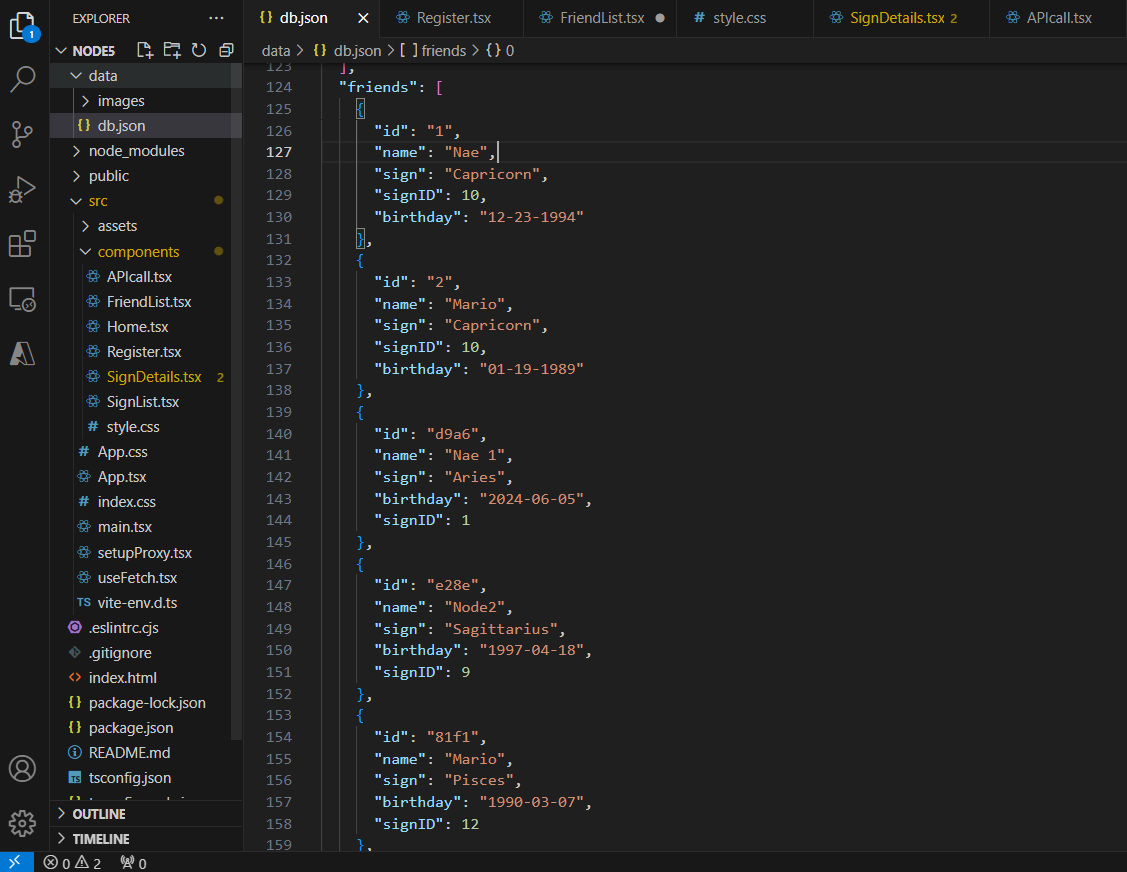 EXPLORER
NODE5
data
images
db.json
node_modules
public
src
assets
components
APIcall.tsx
FriendList.tsx
Home.tsx
Register.tsx
SignDetails.tsx 2
SignList.tsx
style.css
App.css
App.tsx
index.css
main.tsx
setupProxy.tsx
useFetch.tsx
vite-env.d.ts
.eslintrc.cjs
.gitignore
index.html
package-lock.json
package.json
README.md
tsconfig.json
OUTLINE
TIMELINE
1
db.json Register.tsx FriendList.tsx style.css SignDetails.tsx 2 APIcall.tsx
data > {} db.json > [ ] friends > {} 0
123 ],
124 "friends": [
125 {
126 "id": "1",
127 "name": "Nae",
128 "sign": "Capricorn",
129 "signID": 10,
130 "birthday": "12-23-1994"
131 },
132 {
133 "id": "2",
134 "name": "Mario",
135 "sign": "Capricorn",
136 "signID": 10,
137 "birthday": "01-19-1989"
138 },
139 {
140 "id": "d9a6",
141 "name": "Nae 1",
142 "sign": "Aries",
143 "birthday": "2024-06-05",
144 "signID": 1
145 },
146 {
147 "id": "e28e",
148 "name": "Node2",
149 "sign": "Sagittarius",
150 "birthday": "1997-04-18",
151 "signID": 9
152 },
153 {
154 "id": "81f1",
155 "name": "Mario",
156 "sign": "Pisces",
157 "birthday": "1990-03-07",
158 "signID": 12
159 },
0 2 0